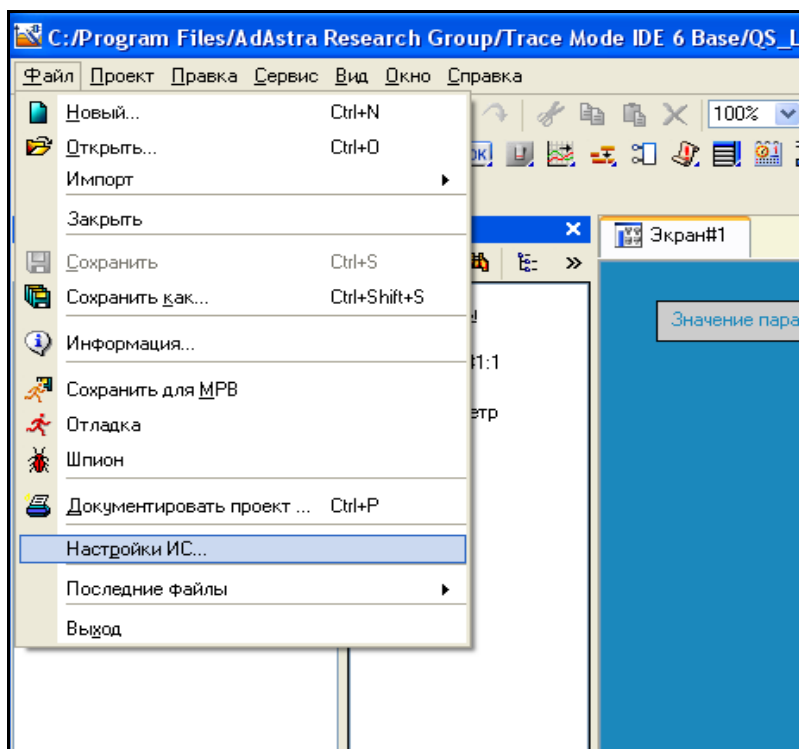 C:/Program Files/AdAstra Research Group/Trace Mode IDE 6 Base/QS_L
Файл Проект Правка Сервис Вид Окно Справка
Новый... Ctrl+N
100%
Открыть... Ctrl+O
OK
Импорт
Закрыть
Экран#1
Сохранить Ctrl+S
Сохранить как... Ctrl+Shift+S
Значение пара
Информация...
#1:1
Сохранить для МРВ
етр
Отладка
Шпион
Документировать проект ... Ctrl+P
Настройки ИС...
Последние файлы
Выход